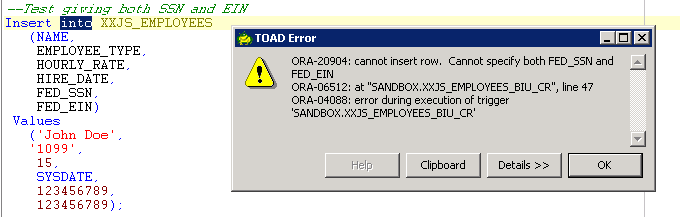 --Test giving both SSN and EIN
Insert into XXJS_EMPLOYEES
(NAME,
EMPLOYEE_TYPE,
HOURLY_RATE,
HIRE_DATE,
FED_SSN,
FED_EIN)
Values
('John Doe',
'1099',
15,
SYSDATE,
123456789,
123456789);
TOAD Error
ORA-20904: cannot insert row.  Cannot specify both FED_SSN and
FED_EIN
ORA-06512: at "SANDBOX.XXJS_EMPLOYEES_BIU_CR", line 47
ORA-04088: error during execution of trigger
'SANDBOX.XXJS_EMPLOYEES_BIU_CR'
Help
Clipboard
Details >>
OK